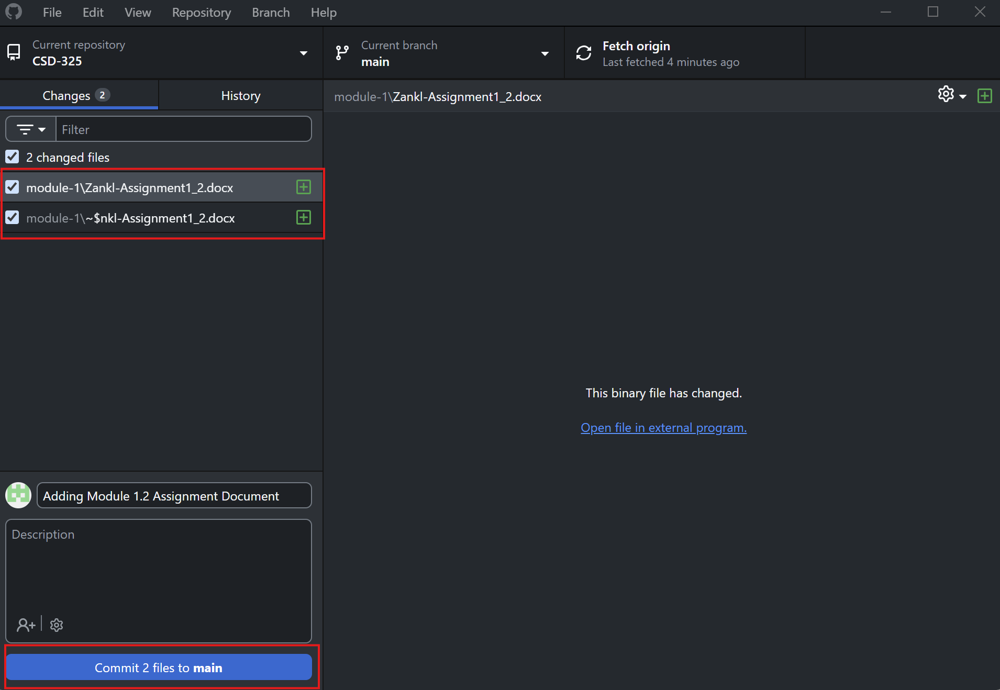 File Edit View Repository Branch Help
Current repository
CSD-325
Current branch
main
Fetch origin
Last fetched 4 minutes ago
Changes 2
History
module-1\Zankl-Assignment1_2.docx
Filter
2 changed files
module-1\Zankl-Assignment1_2.docx
module-1\~$nkl-Assignment1_2.docx
This binary file has changed.
Open file in external program.
Adding Module 1.2 Assignment Document
Description
Commit 2 files to main